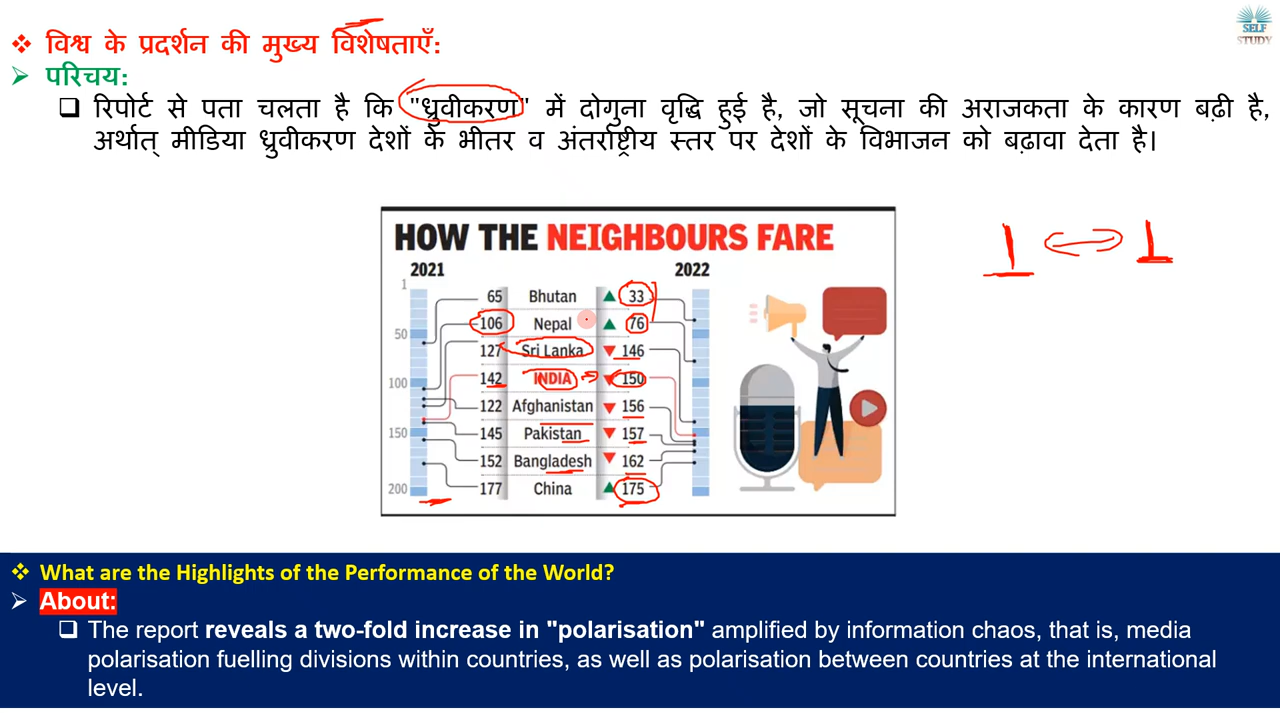 SELF
STUDY
❖ विश्व के प्रदर्शन की मुख्य विशेषताएँ:
➢ परिचय:
❑ रिपोर्ट से पता चलता है कि "ध्रुवीकरण" में दोगुना वृद्धि हुई है, जो सूचना की अराजकता के कारण बढ़ी है,
अर्थात् मीडिया ध्रुवीकरण देशों के भीतर व अंतर्राष्ट्रीय स्तर पर देशों के विभाजन को बढ़ावा देता है।
1 1
HOW THE NEIGHBOURS FARE
2021 2022
1
65 Bhutan 33
106 Nepal 76
50
127 Sri Lanka 146
100
142 INDIA 150
122 Afghanistan 156
150
145 Pakistan 157
152 Bangladesh 162
200
177 China 175
❖ What are the Highlights of the Performance of the World?
➢ About:
❑ The report reveals a two-fold increase in "polarisation" amplified by information chaos, that is, media
polarisation fuelling divisions within countries, as well as polarisation between countries at the international
level.